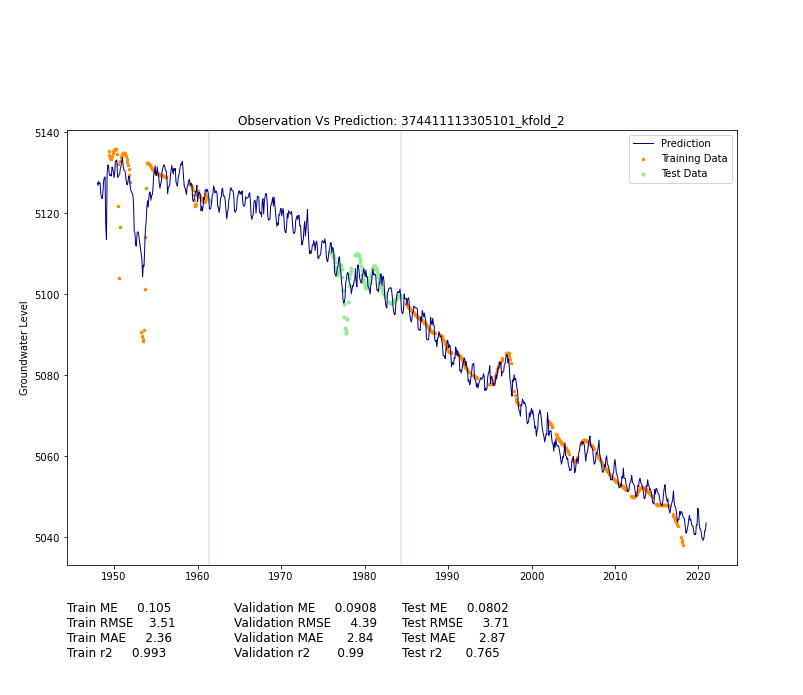 Observation Vs Prediction: 374411113305101_kfold_2
Prediction
Training Data
Test Data
Groundwater Level
5140
5120
5100
5080
5060
5040
1950 1960 1970 1980 1990 2000 2010 2020
Train ME 0.105 Validation ME 0.0908 Test ME 0.0802
Train RMSE 3.51 Validation RMSE 4.39 Test RMSE 3.71
Train MAE 2.36 Validation MAE 2.84 Test MAE 2.87
Train r2 0.993 Validation r2 0.99 Test r2 0.765